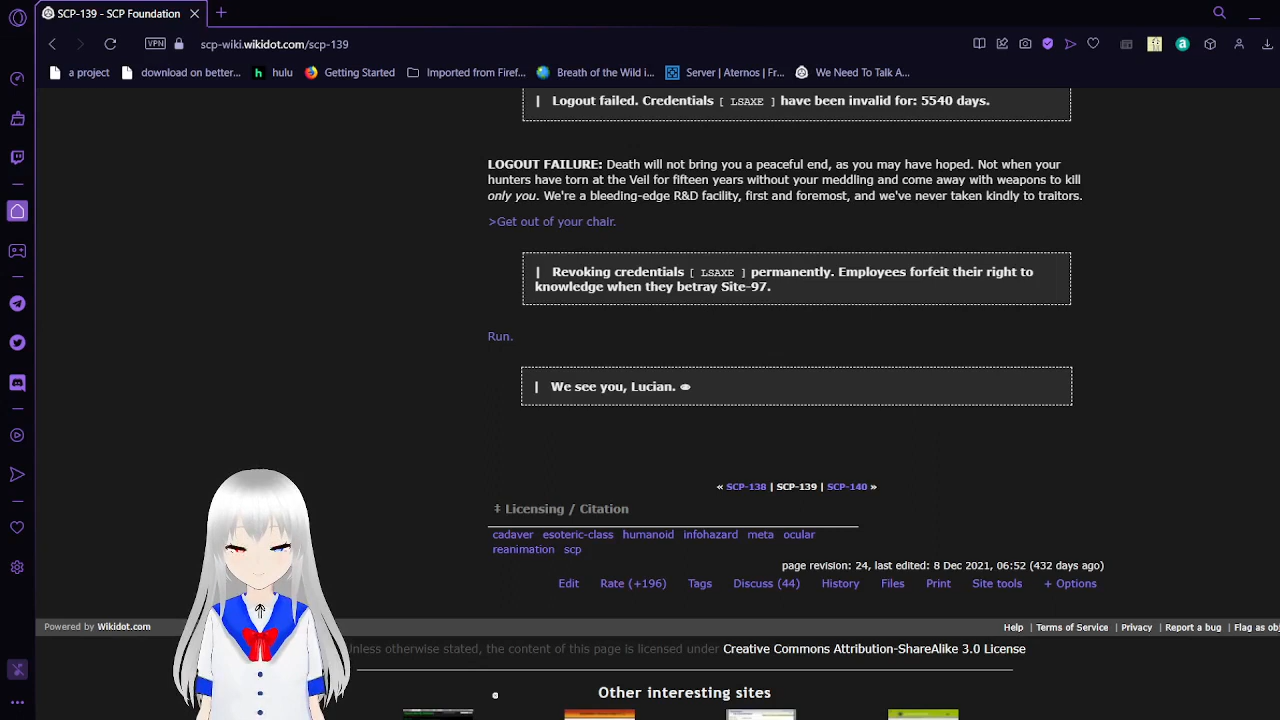 SCP-139 - SCP Foundation
VPN scp-wiki.wikidot.com/scp-139
a project download on better... hulu Getting Started Imported from Firef... Breath of the Wild i... Server | Aternos | Fr... We Need To Talk A...
| Logout failed. Credentials [ LSAXE ] have been invalid for: 5540 days.
LOGOUT FAILURE: Death will not bring you a peaceful end, as you may have hoped. Not when your
hunters have torn at the Veil for fifteen years without your meddling and come away with weapons to kill
only you. We're a bleeding-edge R&D facility, first and foremost, and we've never taken kindly to traitors.
>Get out of your chair.
| Revoking credentials [ LSAXE ] permanently. Employees forfeit their right to
knowledge when they betray Site-97.
Run.
| We see you, Lucian.
« SCP-138 | SCP-139 | SCP-140 »
‡ Licensing / Citation
cadaver esoteric-class humanoid infohazard meta ocular
reanimation scp
page revision: 24, last edited: 8 Dec 2021, 06:52 (432 days ago)
Edit Rate (+196) Tags Discuss (44) History Files Print Site tools + Options
Powered by Wikidot.com Help | Terms of Service | Privacy | Report a bug | Flag as obj
Unless otherwise stated, the content of this page is licensed under Creative Commons Attribution-ShareAlike 3.0 License
Other interesting sites